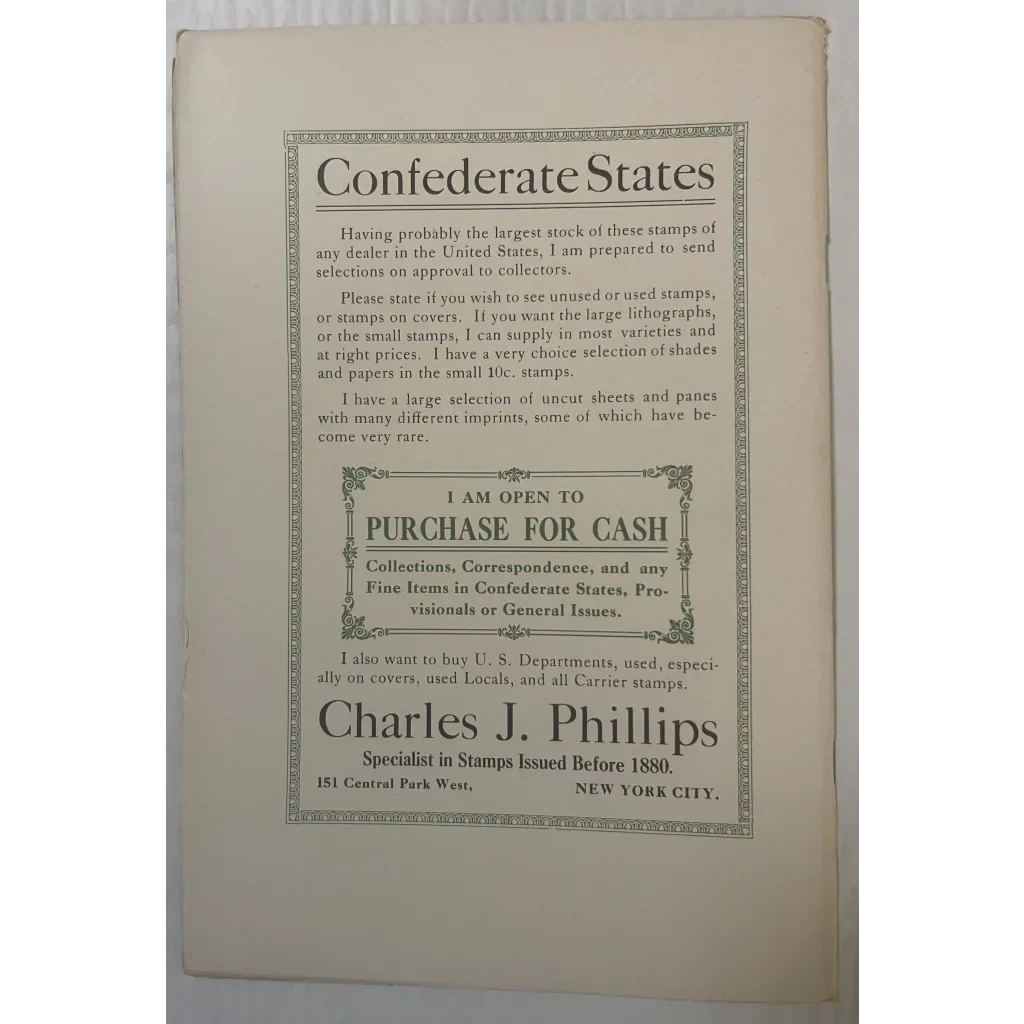 Confederate States
Having probably the largest stock of these stamps of
any dealer in the United States, I am prepared to send
selections on approval to collectors.
Please state if you wish to see unused or used stamps,
or stamps on covers. If you want the large lithographs,
or the small stamps, I can supply in most varieties and
at right prices. I have a very choice selection of shades
and papers in the small 10c. stamps.
I have a large selection of uncut sheets and panes
with many different imprints, some of which have be-
come very rare.
I AM OPEN TO
PURCHASE FOR CASH
Collections, Correspondence, and any
Fine Items in Confederate States, Pro-
visionals or General Issues.
I also want to buy U. S. Departments, used, especi-
ally on covers, used Locals, and all Carrier stamps.
Charles J. Phillips
Specialist in Stamps Issued Before 1880.
151 Central Park West, NEW YORK CITY.